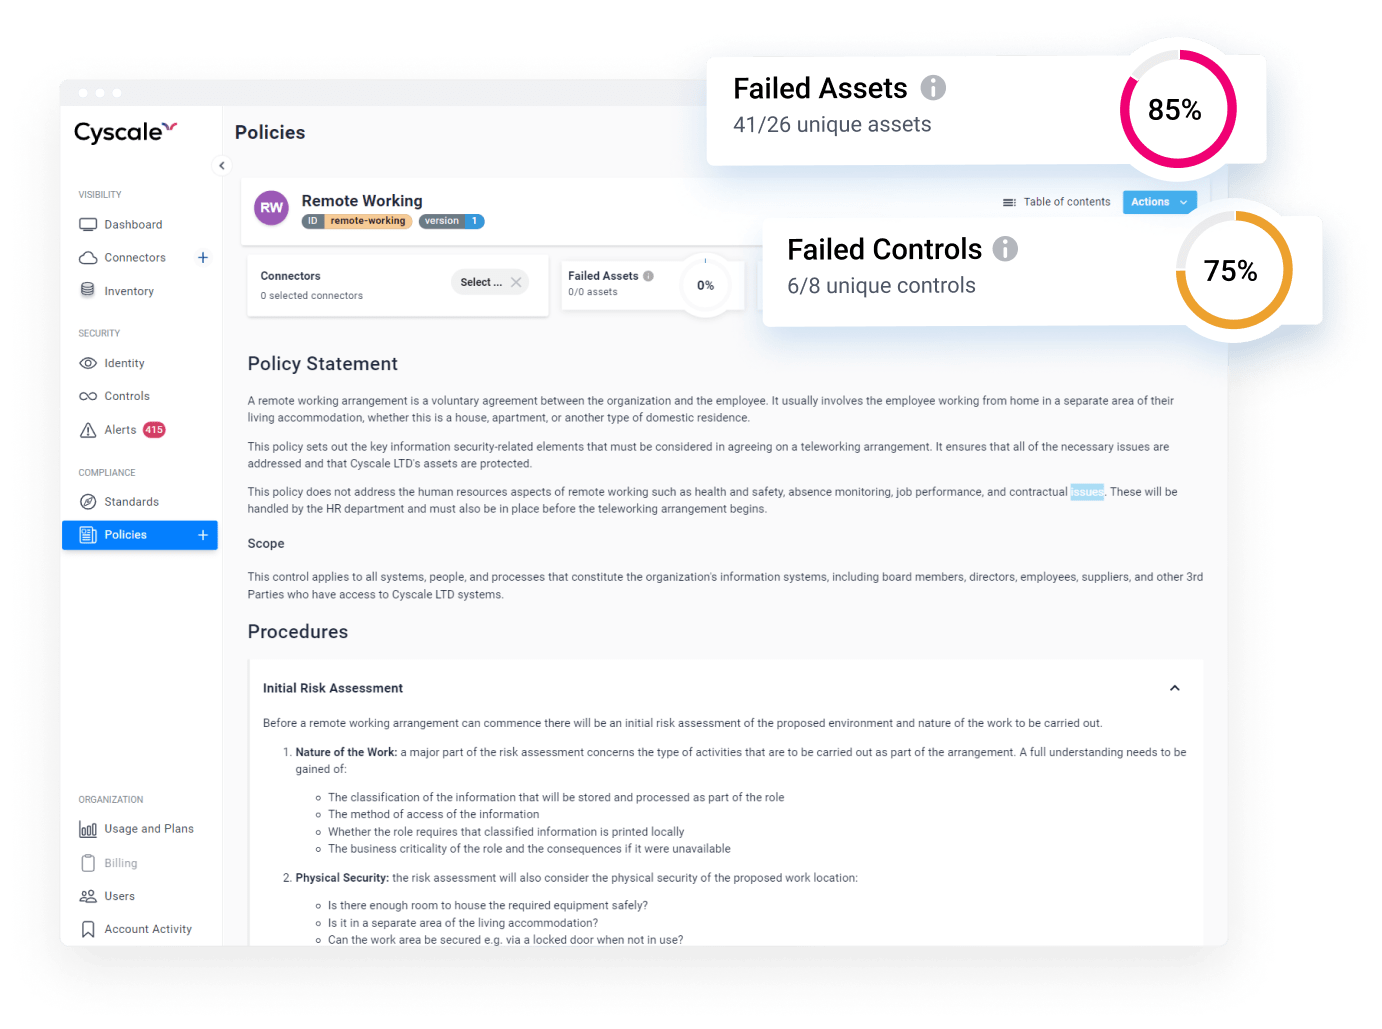 Failed Assets
41/26 unique assets
85%
Cyscale
Policies
VISIBILITY
Dashboard
Connectors
Inventory
SECURITY
Identity
Controls
Alerts 415
COMPLIANCE
Standards
Policies
ORGANIZATION
Usage and Plans
Billing
Users
Account Activity
RW
Remote Working
ID remote-working version 1
Table of contents
Actions
Failed Controls
6/8 unique controls
75%
Connectors
0 selected connectors
Select ...
Failed Assets
0/0 assets
0%
Policy Statement
A remote working arrangement is a voluntary agreement between the organization and the employee. It usually involves the employee working from home in a separate area of their
living accommodation, whether this is a house, apartment, or another type of domestic residence.
This policy sets out the key information security-related elements that must be considered in agreeing on a teleworking arrangement. It ensures that all of the necessary issues are
addressed and that Cyscale LTD's assets are protected.
This policy does not address the human resources aspects of remote working such as health and safety, absence monitoring, job performance, and contractual issues. These will be
handled by the HR department and must also be in place before the teleworking arrangement begins.
Scope
This control applies to all systems, people, and processes that constitute the organization's information systems, including board members, directors, employees, suppliers, and other 3rd
Parties who have access to Cyscale LTD systems.
Procedures
Initial Risk Assessment
Before a remote working arrangement can commence there will be an initial risk assessment of the proposed environment and nature of the work to be carried out.
1. Nature of the Work: a major part of the risk assessment concerns the type of activities that are to be carried out as part of the arrangement. A full understanding needs to be
gained of:
The classification of the information that will be stored and processed as part of the role
The method of access of the information
Whether the role requires that classified information is printed locally
The business criticality of the role and the consequences if it were unavailable
2. Physical Security: the risk assessment will also consider the physical security of the proposed work location:
Is there enough room to house the required equipment safely?
Is it in a separate area of the living accommodation?
Can the work area be secured e.g. via a locked door when not in use?